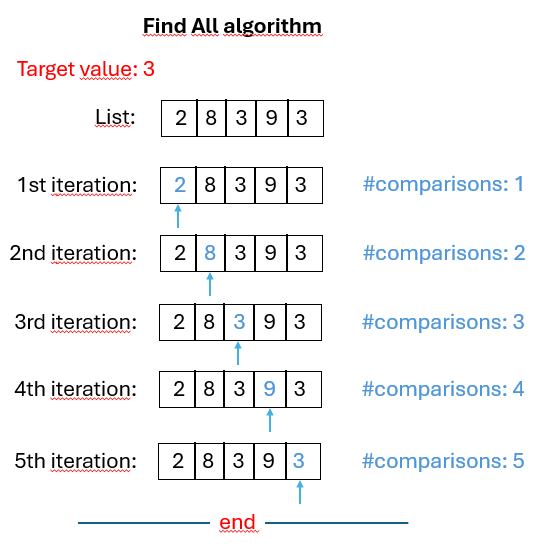 Find All algorithm
Target value: 3
List: 2 8 3 9 3
1st iteration: 2 8 3 9 3 #comparisons: 1
2nd iteration: 2 8 3 9 3 #comparisons: 2
3rd iteration: 2 8 3 9 3 #comparisons: 3
4th iteration: 2 8 3 9 3 #comparisons: 4
5th iteration: 2 8 3 9 3 #comparisons: 5
end